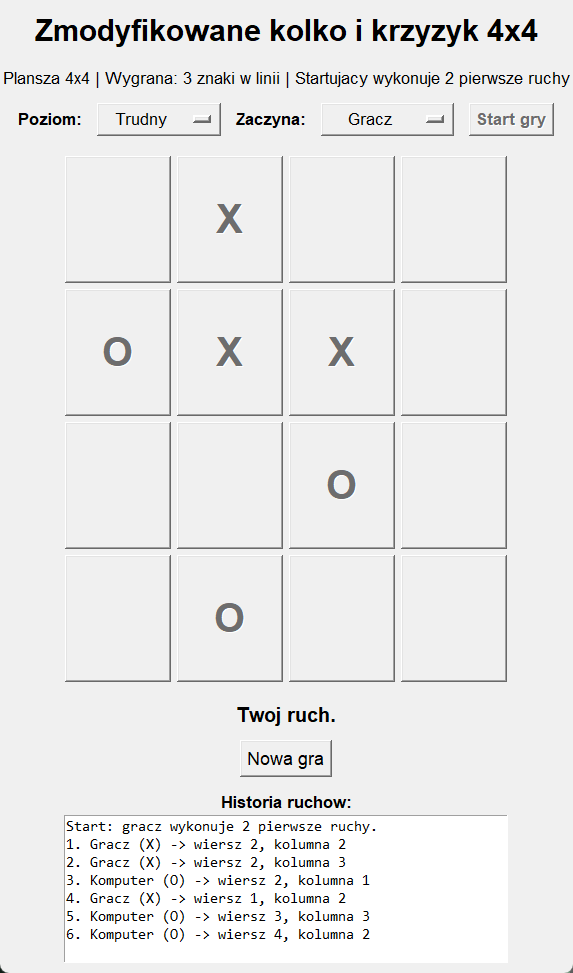 Zmodyfikowane kolko i krzyzyk 4x4
Plansza 4x4 | Wygrana: 3 znaki w linii | Startujacy wykonuje 2 pierwsze ruchy
Poziom: Trudny Zaczyna: Gracz Start gry
X
O X X
O
O
Twoj ruch.
Nowa gra
Historia ruchow:
Start: gracz wykonuje 2 pierwsze ruchy.
1. Gracz (X) -> wiersz 2, kolumna 2
2. Gracz (X) -> wiersz 2, kolumna 3
3. Komputer (O) -> wiersz 2, kolumna 1
4. Gracz (X) -> wiersz 1, kolumna 2
5. Komputer (O) -> wiersz 3, kolumna 3
6. Komputer (O) -> wiersz 4, kolumna 2